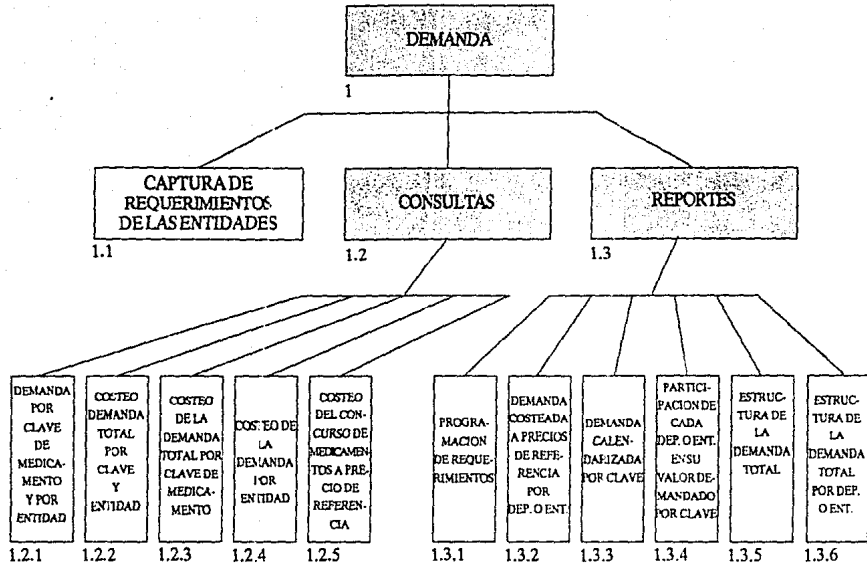 DEMANDA
1
CAPTURA DE
REQUERIMIENTOS
DE LAS ENTIDADES
1.1
CONSULTAS
1.2
REPORTES
1.3
DEMANDA
POR
CLAVE
DE
MEDICA-
MENTO
Y POR
ENTIDAD
1.2.1
COSTEO
DEMANDA
TOTAL
POR
CLAVE
Y
ENTIDAD
1.2.2
COSTEO
DE LA
DEMANDA
TOTAL POR
CLAVE DE
MEDICA-
MENTO
1.2.3
COSTEO DE
LA
DEMANDA
POR
ENTIDAD
1.2.4
COSTEO
DEL CON-
CURSO DE
MEDICAMEN-
TOS A PRE-
CIO DE
REFEREN-
CIA
1.2.5
PROGRA-
MACION
DE REQUE-
RIMIENTOS
1.3.1
DEMANDA
COSTEADA
A PRECIOS
DE REFE-
RENCIA
POR
DEP. O ENT.
1.3.2
DEMANDA
CALEN-
DARIZADA
POR CLAVE
1.3.3
PARTICI-
PACION DE
CADA
DEP. O ENT.
EN SU
VALOR DE-
MANDADO
POR CLAVE
1.3.4
ESTRUC-
TURA DE
LA
DEMANDA
TOTAL
1.3.5
ESTRUC-
TURA DE
LA
DEMANDA
TOTAL
POR DEP.
O ENT.
1.3.6